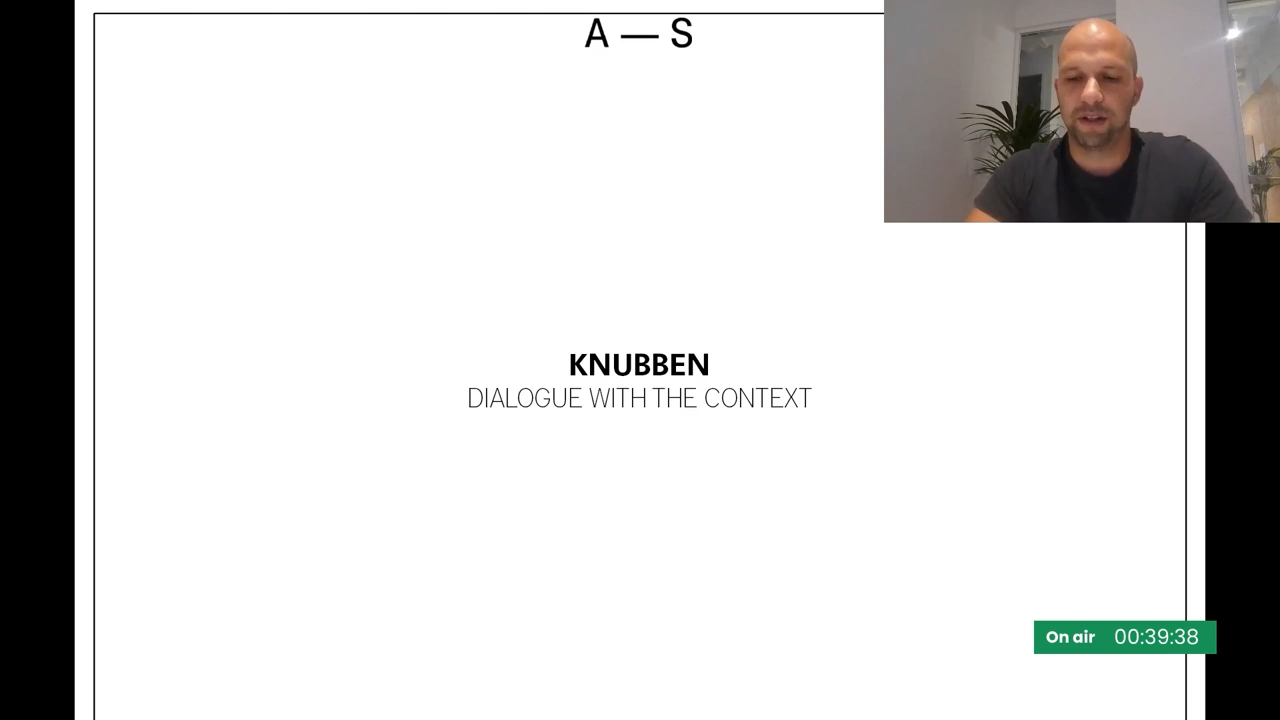 A — S
KNUBBEN
DIALOGUE WITH THE CONTEXT
On air 00:39:38